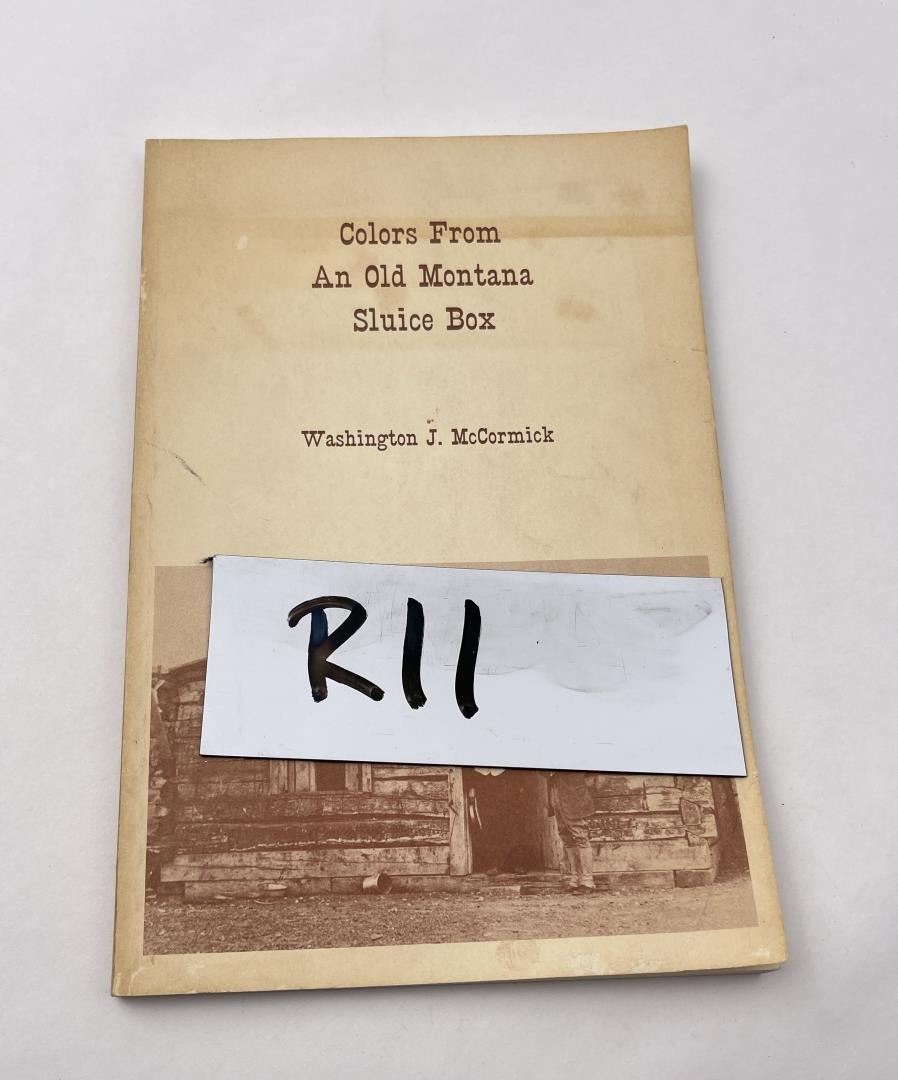 Colors From
An Old Montana
Sluice Box
Washington J. McCormick
R11